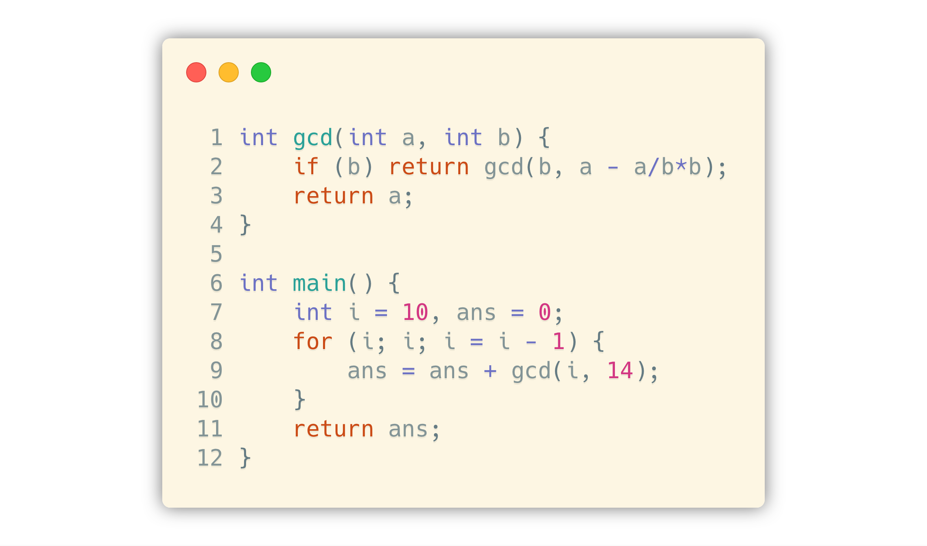 1 int gcd(int a, int b) {
2     if (b) return gcd(b, a - a/b*b);
3     return a;
4 }
5
6 int main() {
7     int i = 10, ans = 0;
8     for (i; i; i = i - 1) {
9         ans = ans + gcd(i, 14);
10     }
11     return ans;
12 }